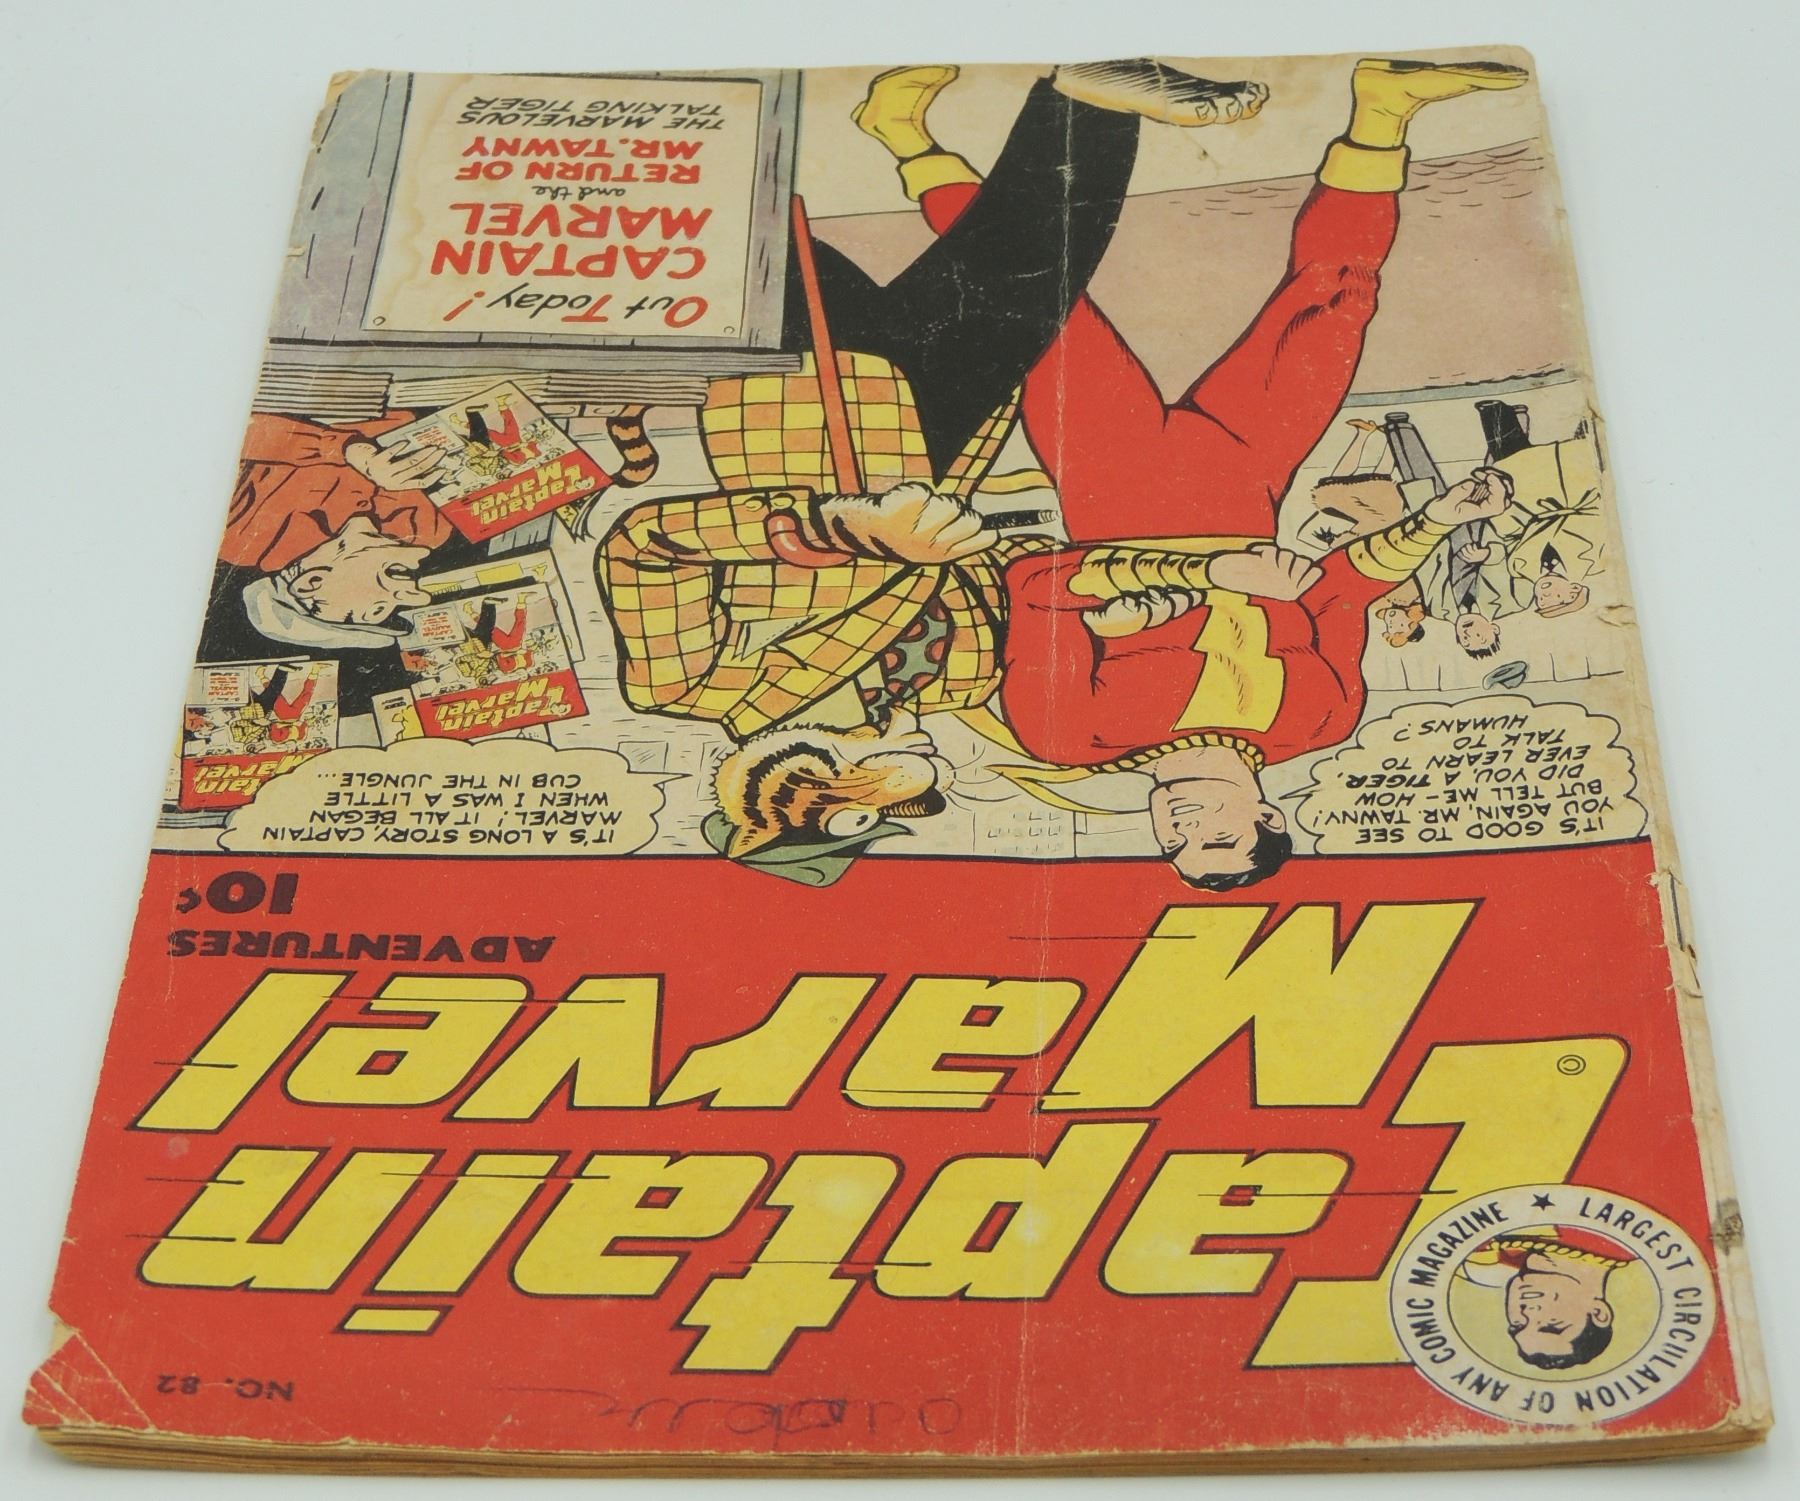 NO. 82
LARGEST CIRCULATION OF ANY COMIC MAGAZINE ★
Captain
Marvel
©
ADVENTURES
10¢
IT'S GOOD TO SEE
YOU AGAIN, MR. TAWNY!
BUT TELL ME - HOW
DID YOU, A TIGER,
EVER LEARN TO
TALK TO
HUMANS?
IT'S A LONG STORY, CAPTAIN
MARVEL! IT ALL BEGAN
WHEN I WAS A LITTLE
CUB IN THE JUNGLE...
Captain
Marvel
Captain
Marvel
Captain
Marvel
Out Today!
CAPTAIN
MARVEL
and the
RETURN OF
MR. TAWNY
THE MARVELOUS
TALKING TIGER